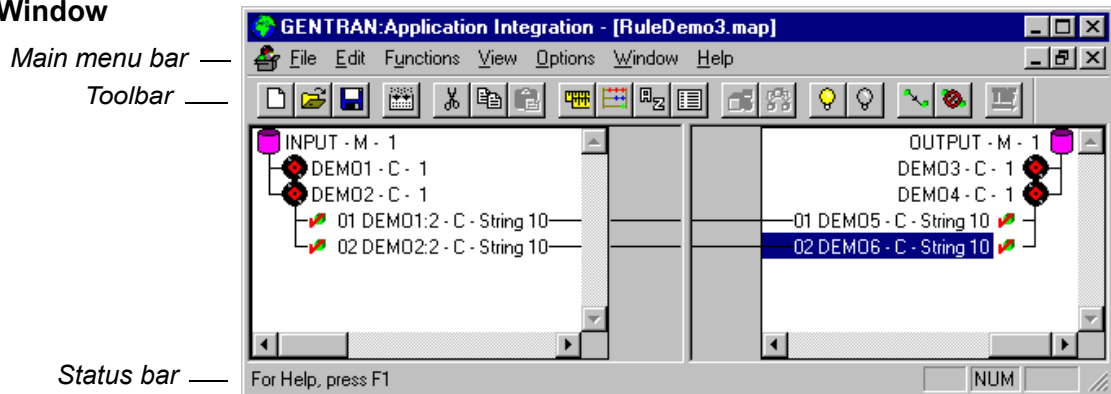 Window
GENTRAN:Application Integration - [RuleDemo3.map]
Main menu bar
File Edit Functions View Options Window Help
Toolbar
INPUT - M - 1
DEMO1 - C - 1
DEMO2 - C - 1
01 DEMO1:2 - C - String 10
02 DEMO2:2 - C - String 10
OUTPUT - M - 1
DEMO3 - C - 1
DEMO4 - C - 1
01 DEMO5 - C - String 10
02 DEMO6 - C - String 10
Status bar
For Help, press F1
NUM